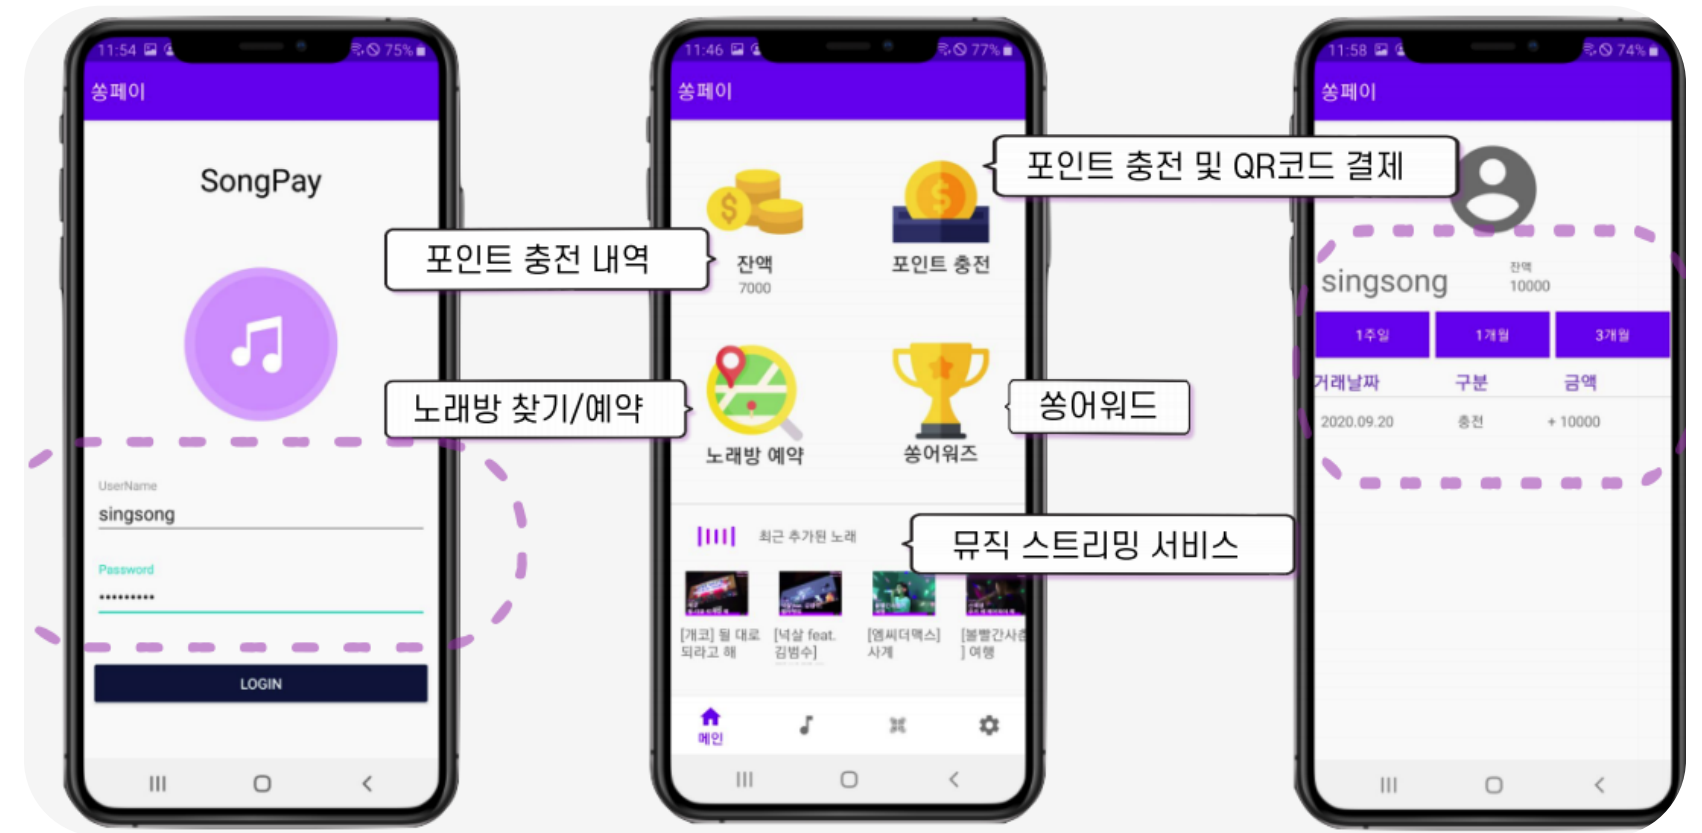 11:54
75%
쏭페이
SongPay
UserName
singsong
Password
LOGIN
포인트 충전 내역
노래방 찾기/예약
11:46
77%
쏭페이
포인트 충전 및 QR코드 결제
잔액
7000
포인트 충전
노래방 예약
쏭어워즈
쏭어워드
최근 추가된 노래
뮤직 스트리밍 서비스
[개코] 될 대로
되라고 해
[넉살 feat.
김범수]
[엠씨더맥스]
사계
[볼빨간사춘
] 여행
메인
11:58
74%
쏭페이
singsong
잔액
10000
1주일
1개월
3개월
거래날짜
구분
금액
2020.09.20
충전
+ 10000